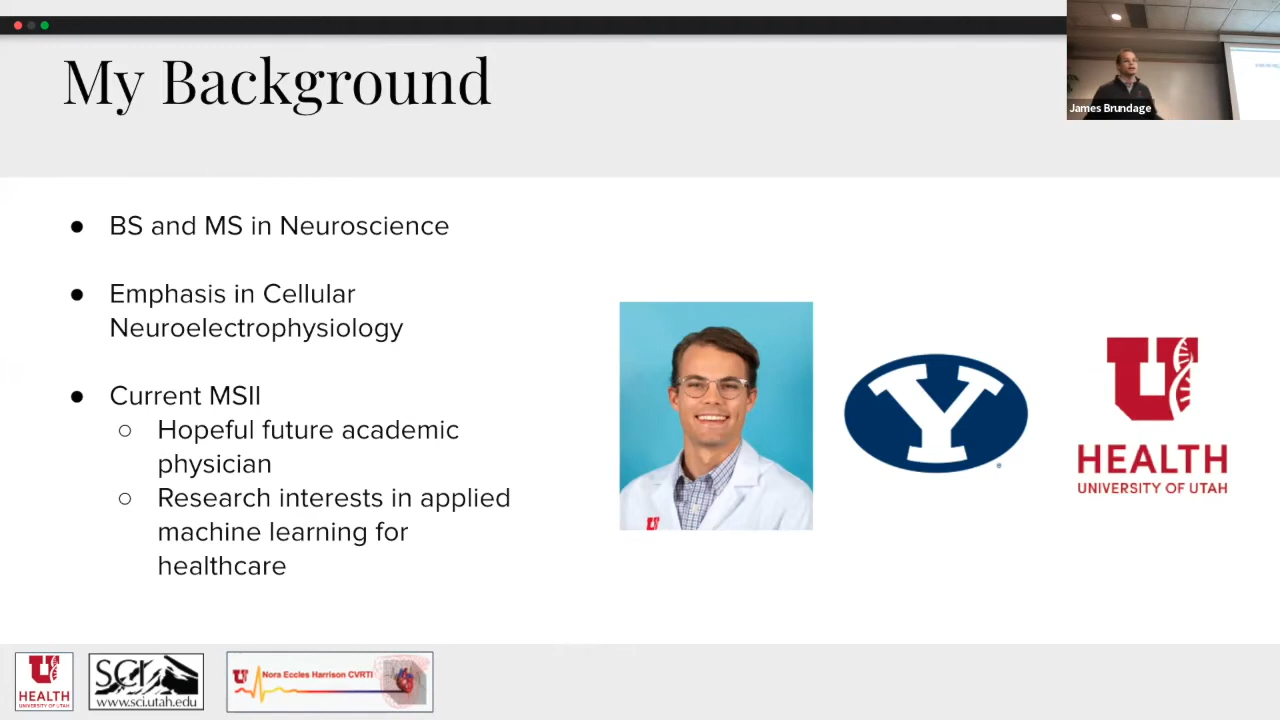 My Background
James Brundage
● BS and MS in Neuroscience
● Emphasis in Cellular
Neuroelectrophysiology
● Current MSII
○ Hopeful future academic
physician
○ Research interests in applied
machine learning for
healthcare
Y
U
HEALTH
UNIVERSITY OF UTAH
U
HEALTH
UNIVERSITY OF UTAH
SCI
www.sci.utah.edu
U
Nora Eccles Harrison CVRTI